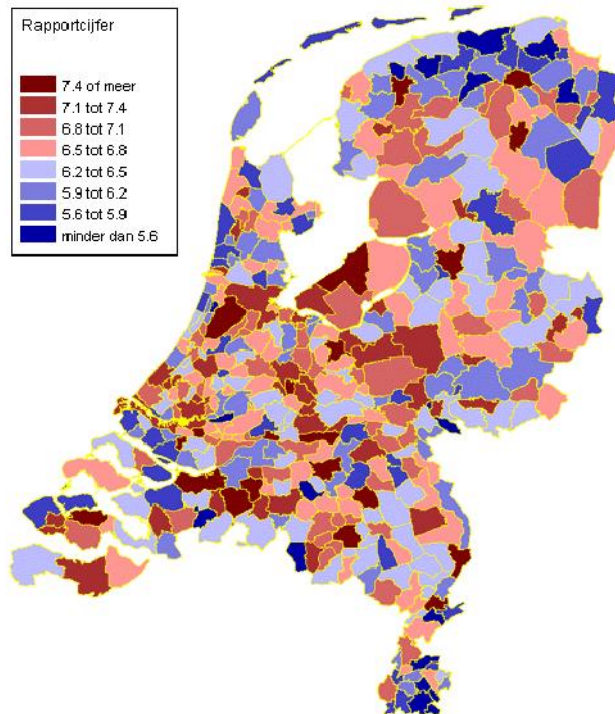 Rapportcijfer
7.4 of meer
7.1 tot 7.4
6.8 tot 7.1
6.5 tot 6.8
6.2 tot 6.5
5.9 tot 6.2
5.6 tot 5.9
minder dan 5.6